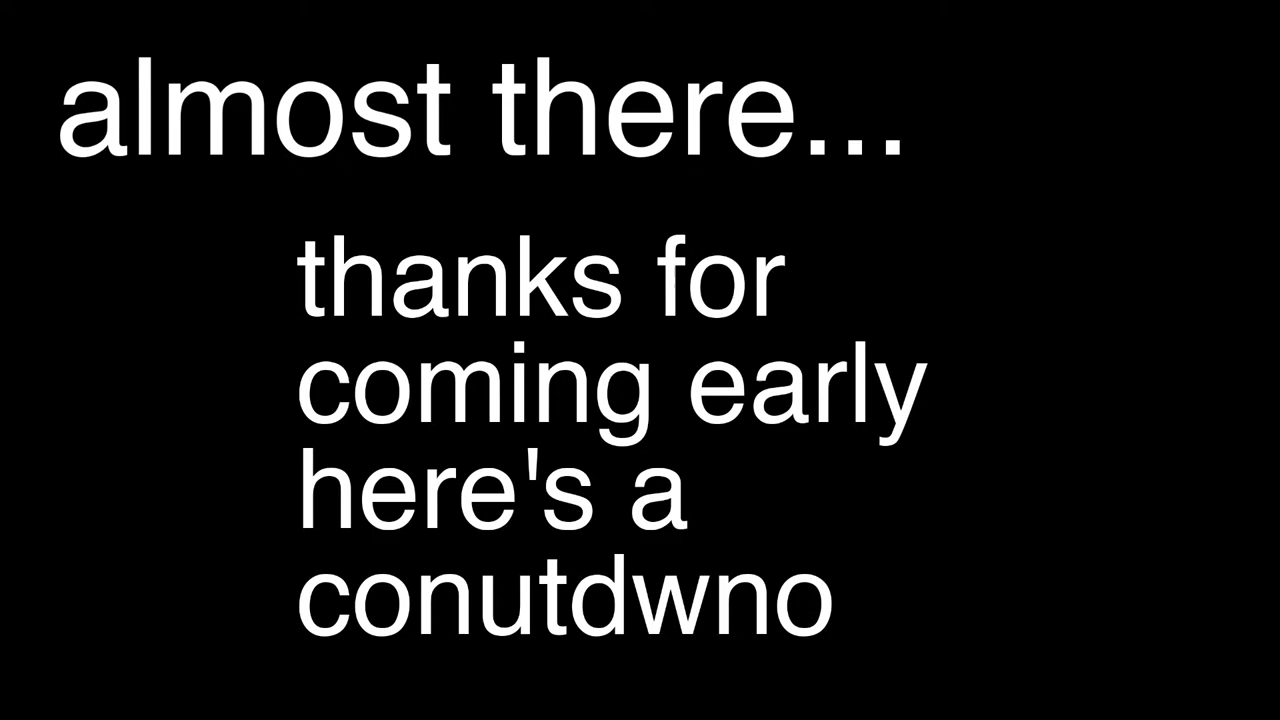 almost there...
thanks for
coming early
here's a
conutdwno